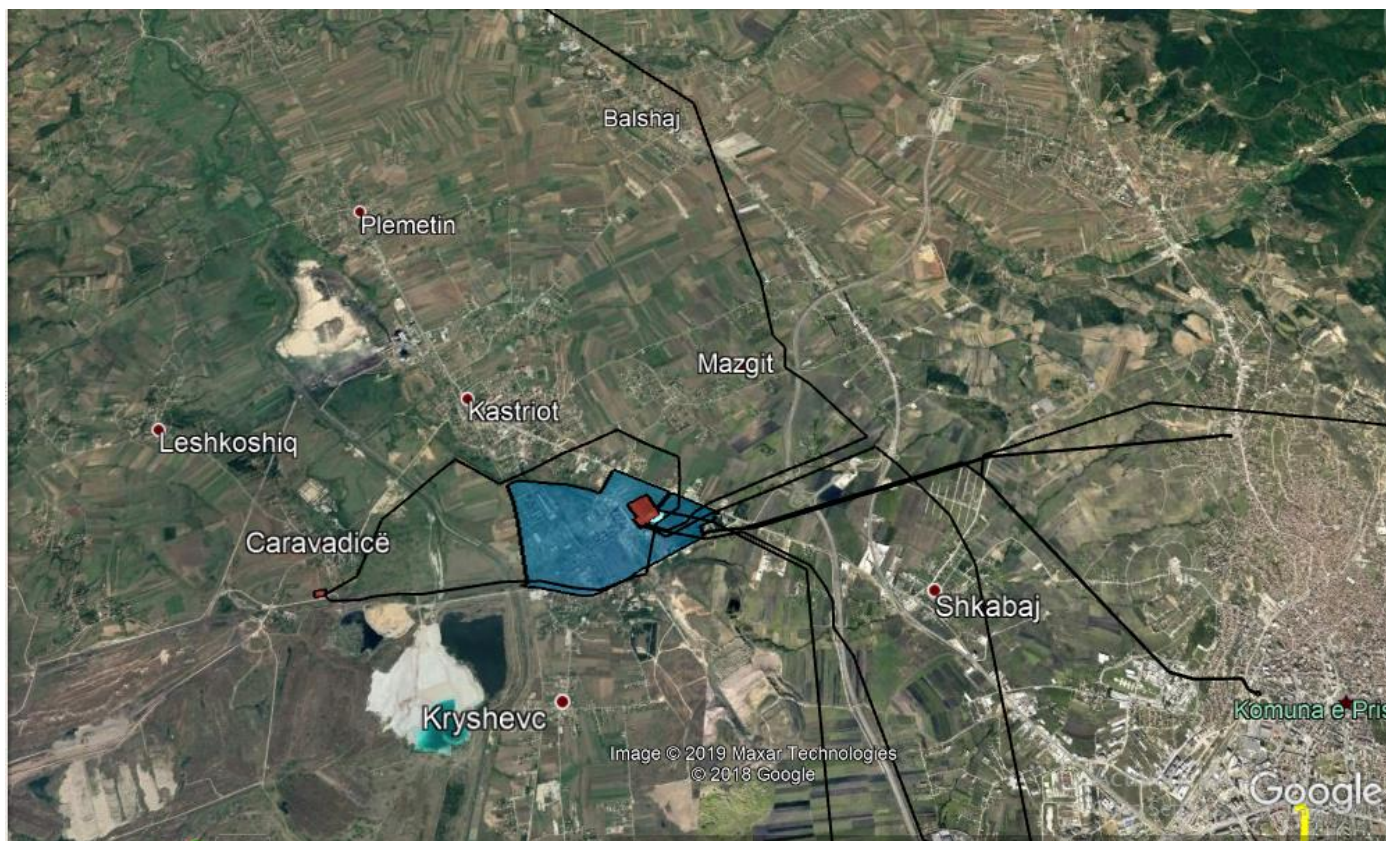 Balshaj
Plemetin
Mazgit
Kastriot
Leshkoshiq
Caravadicë
Shkabaj
Kryshevc
Komuna e Pris
Image © 2019 Maxar Technologies
© 2018 Google
Google